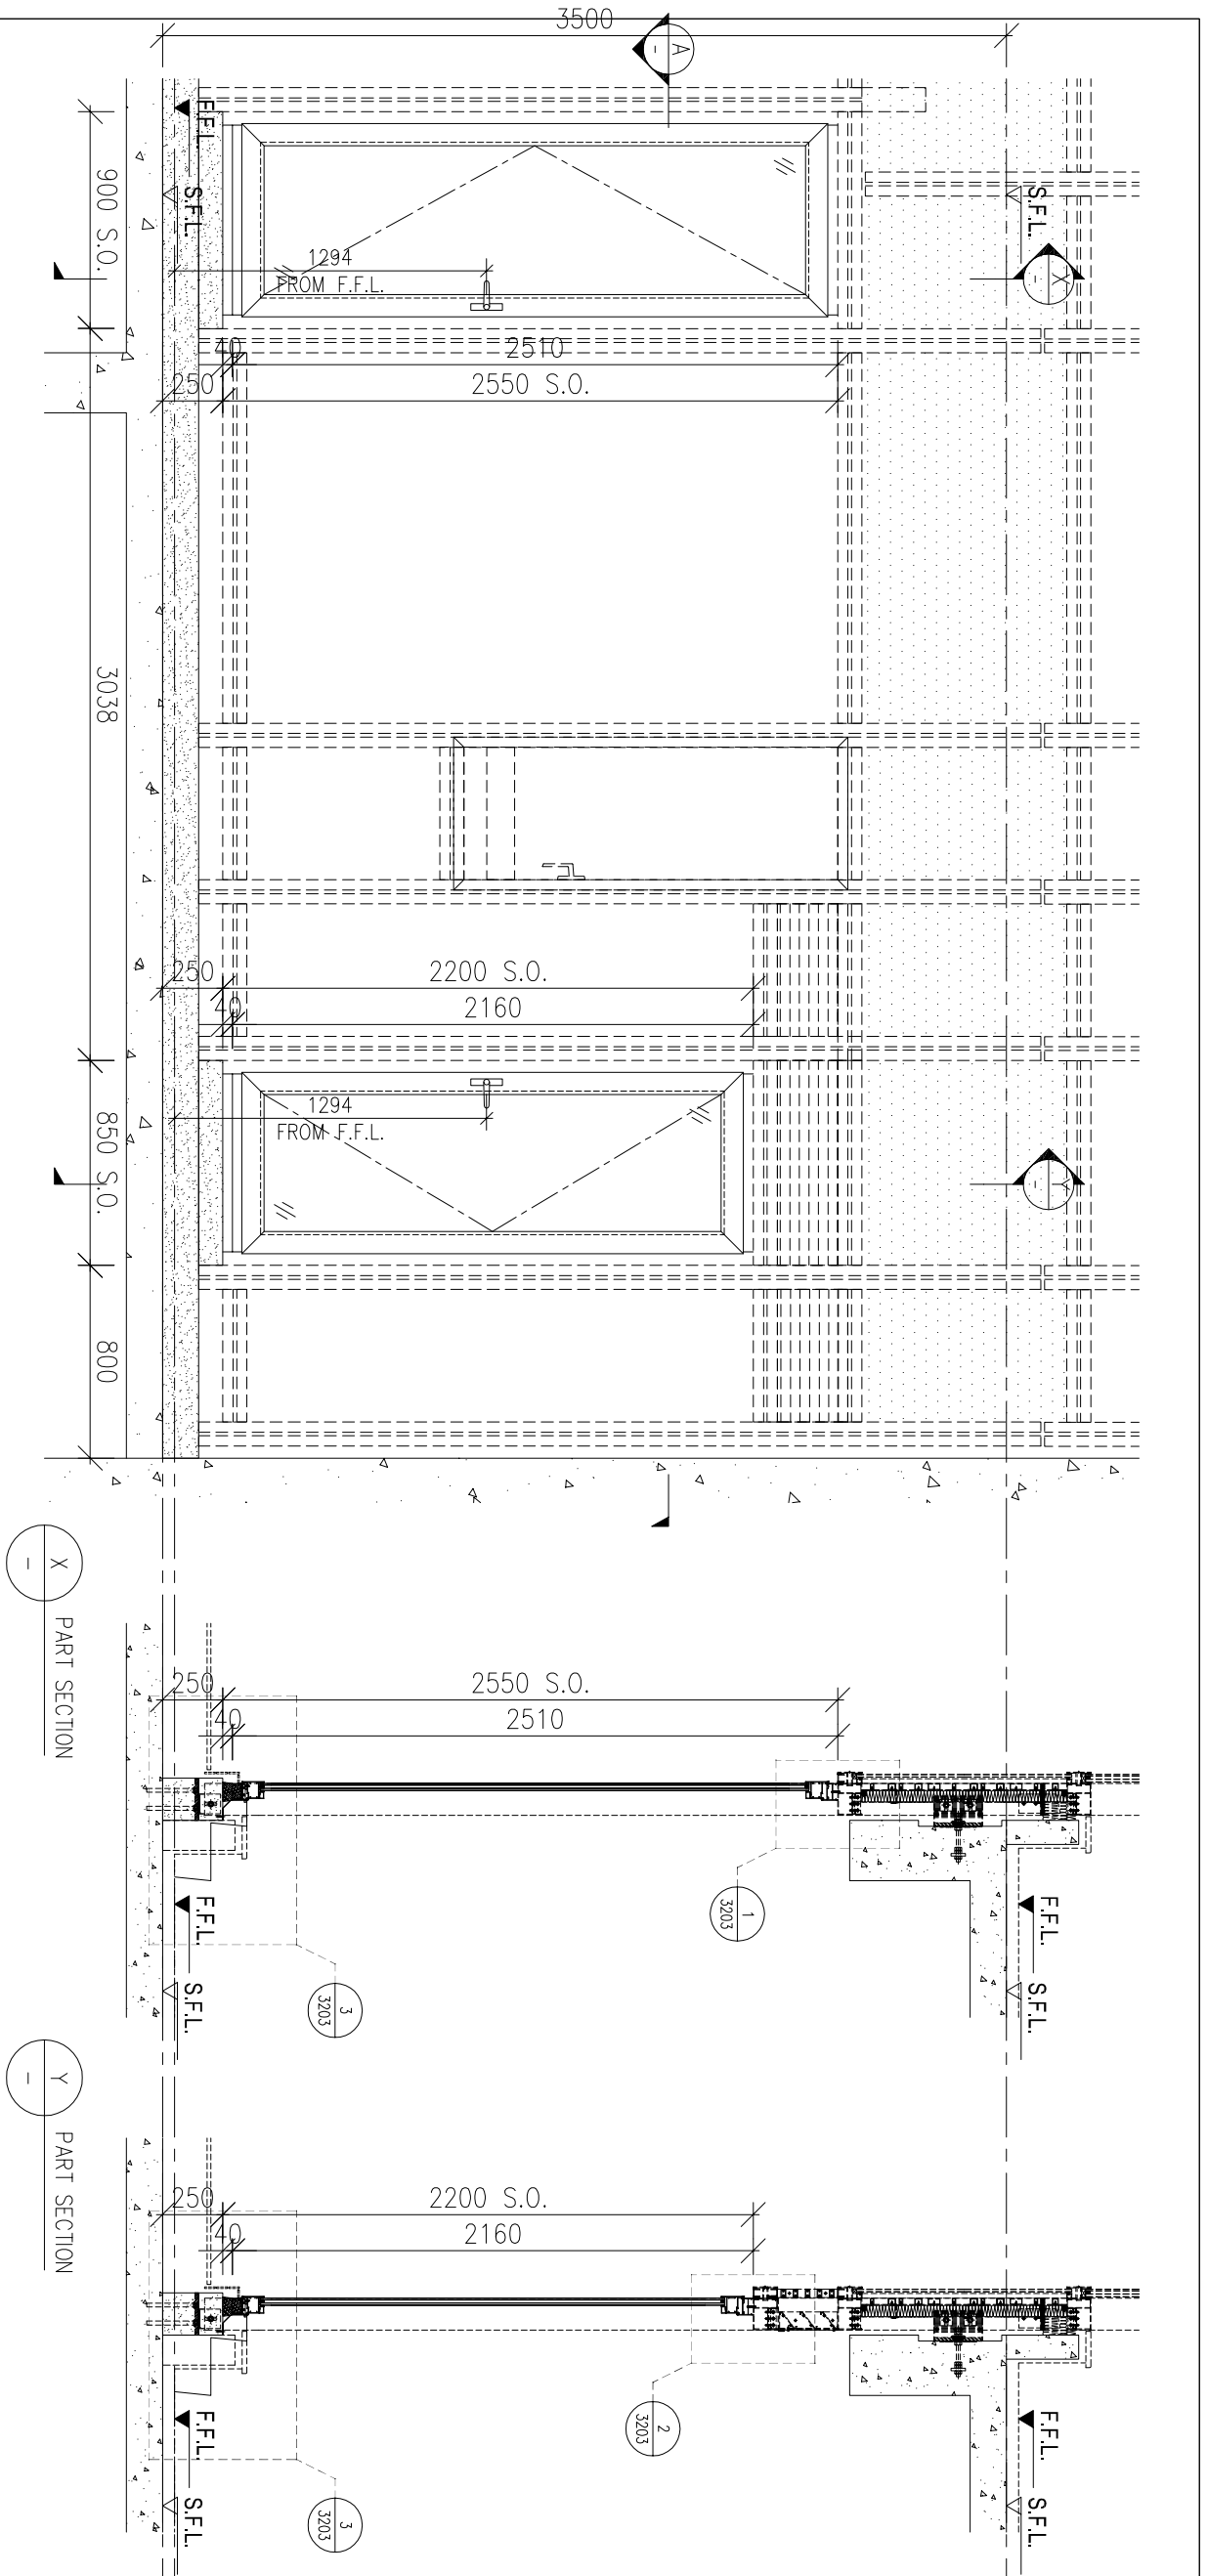 3500
A
-
F.F.L.
S.F.L.
S.F.L.
X
-
900 S.O.
1294
FROM F.F.L.
40
2510
250
2550 S.O.
3038
250
2200 S.O.
40
2160
850 S.O.
1294
FROM F.F.L.
Y
-
800
X
-
PART SECTION
250
2550 S.O.
40
2510
1
3203
3
3203
F.F.L.
S.F.L.
F.F.L.
S.F.L.
Y
-
PART SECTION
250
2200 S.O.
40
2160
2
3203
3
3203
F.F.L.
S.F.L.
F.F.L.
S.F.L.